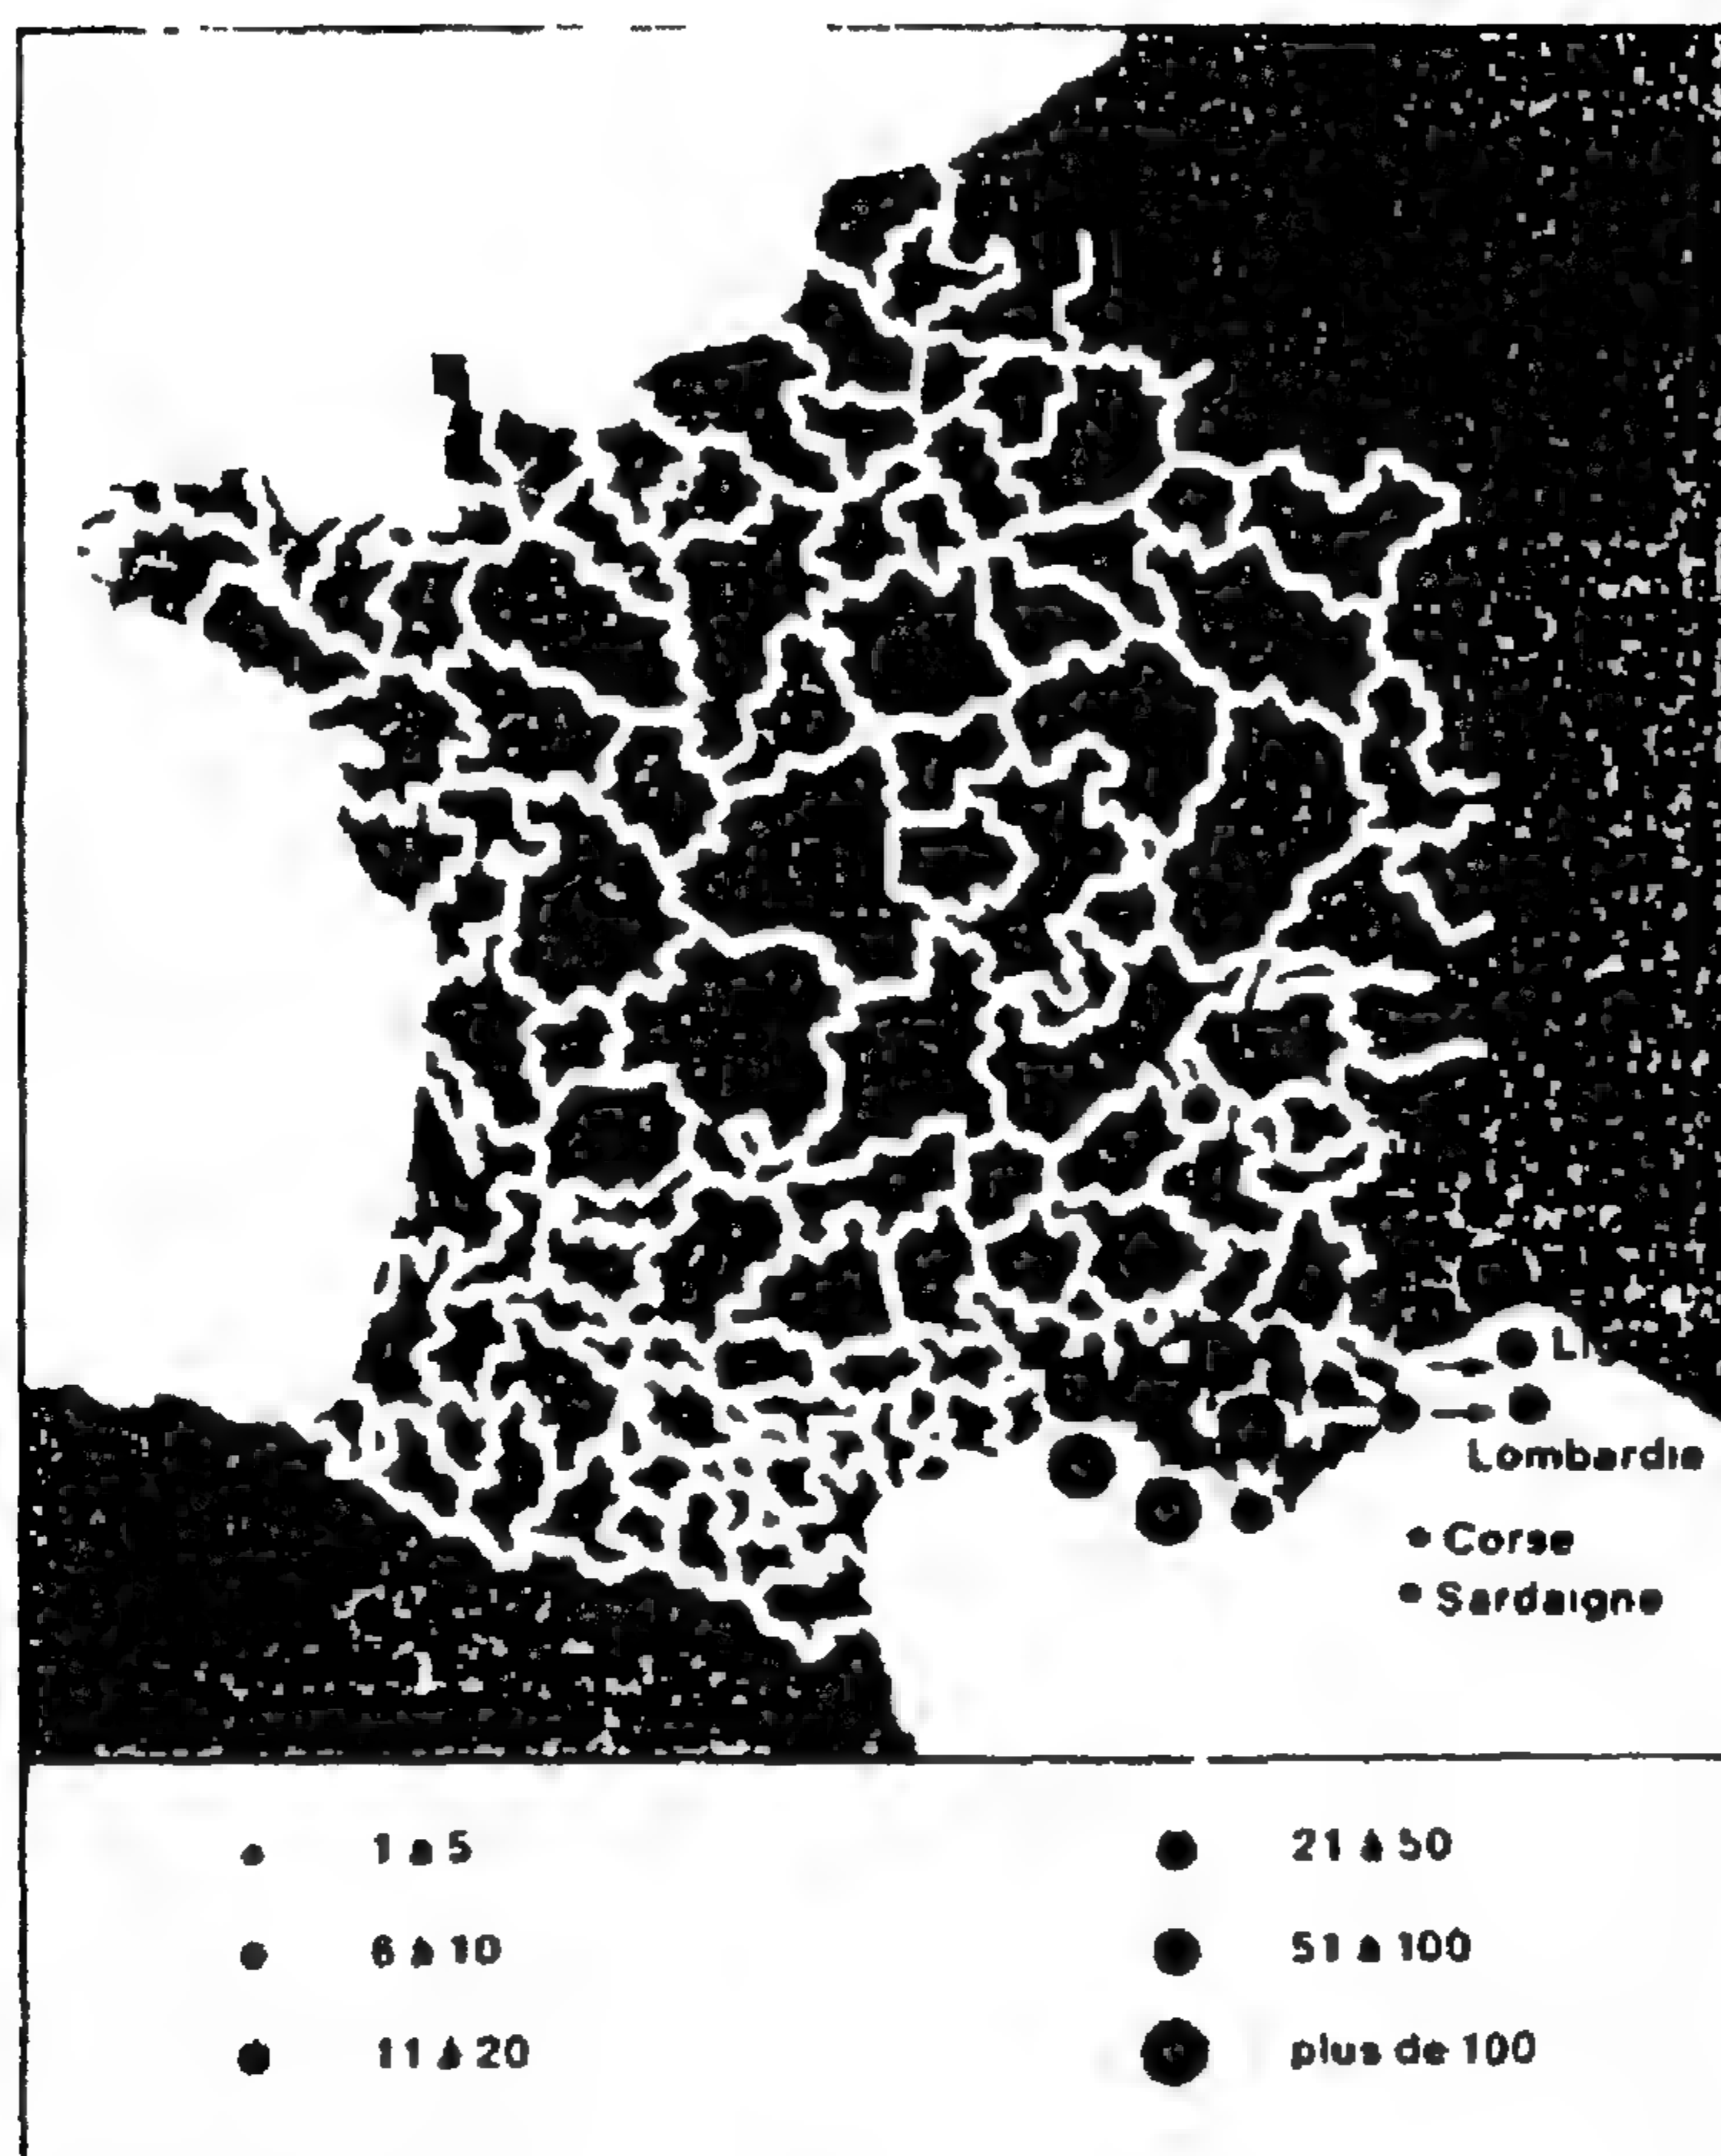 Lombardie
Corse
Sardaigne
1 à 5
21 à 50
6 à 10
51 à 100
11 à 20
plus de 100